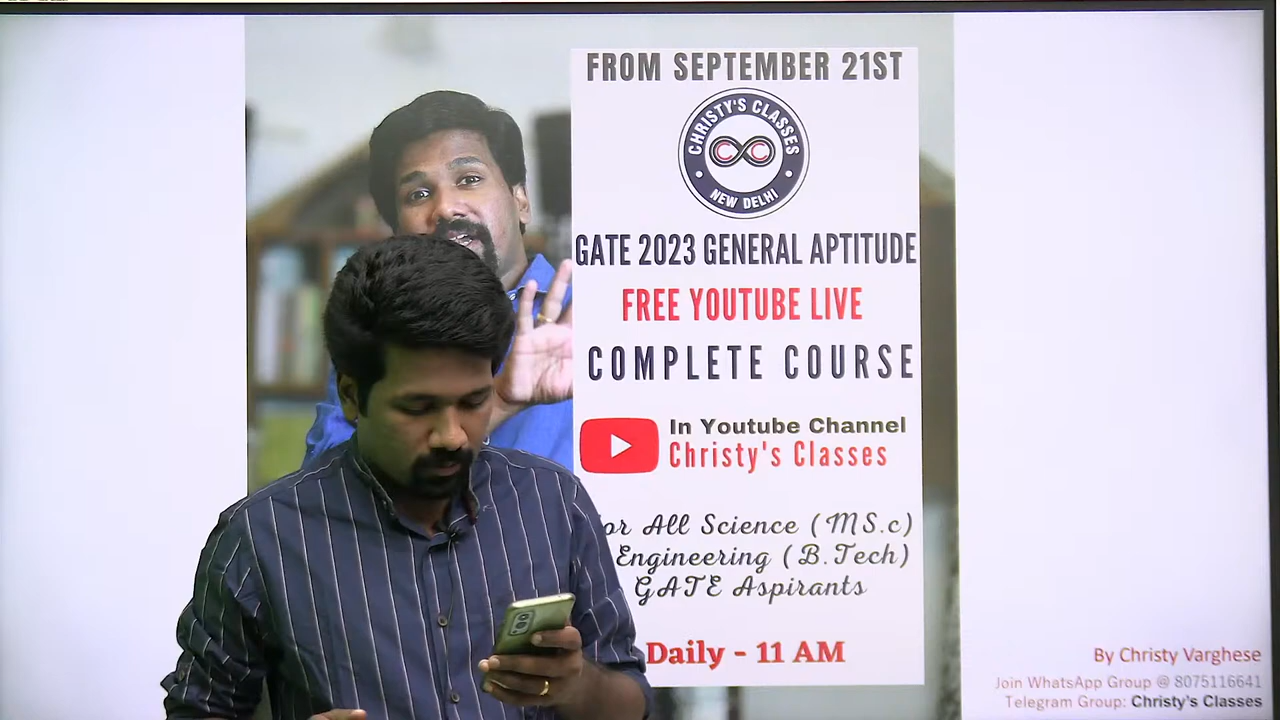 FROM SEPTEMBER 21ST
CHRISTY'S CLASSES
NEW DELHI
GATE 2023 GENERAL APTITUDE
FREE YOUTUBE LIVE
COMPLETE COURSE
In Youtube Channel
Christy's Classes
All Science (MS.c)
Engineering (B.Tech)
GATE Aspirants
Daily - 11 AM
By Christy Varghese
Join WhatsApp Group @ 8075116641
Telegram Group: Christy's Classes